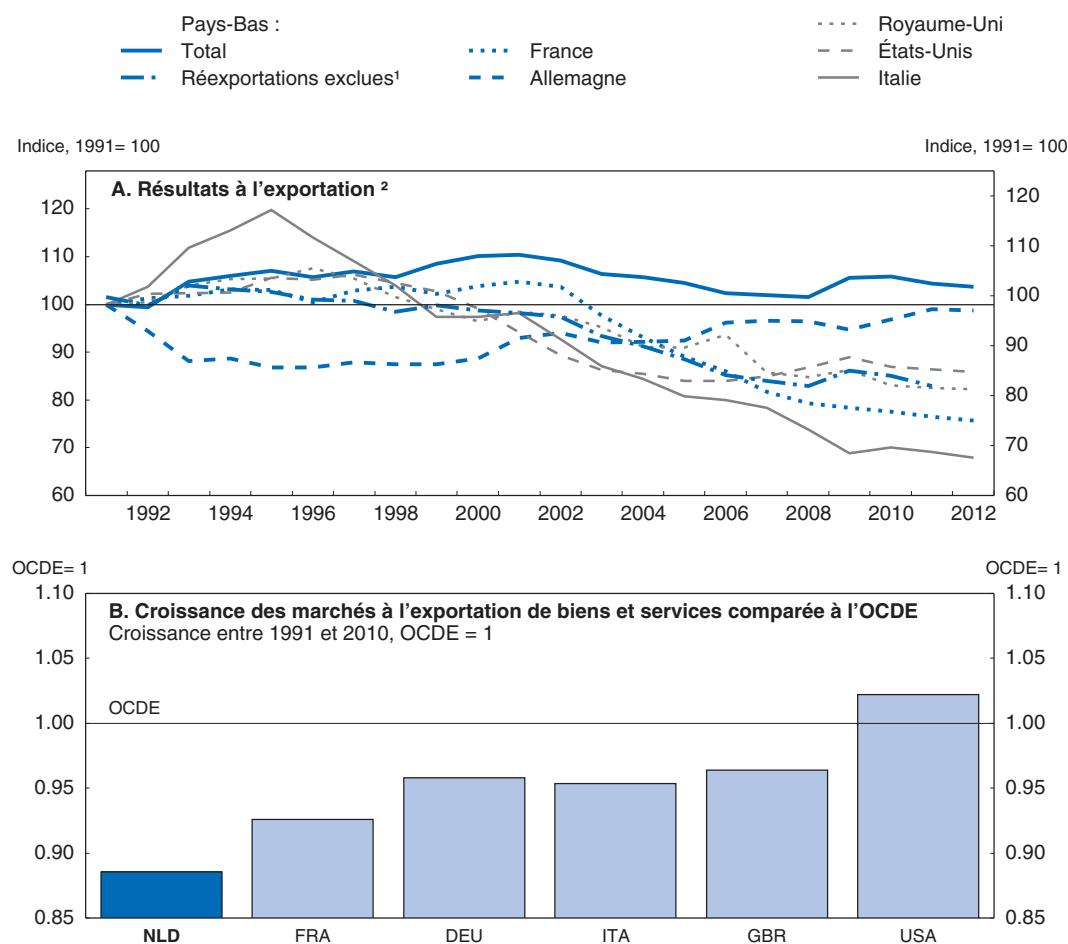 Pays-Bas :
Total
Réexportations exclues¹
France
Allemagne
Royaume-Uni
États-Unis
Italie
Indice, 1991= 100
Indice, 1991= 100
A. Résultats à l'exportation ²
120 120
110 110
100 100
90 90
80 80
70 70
60 60
1992 1994 1996 1998 2000 2002 2004 2006 2008 2010 2012
OCDE= 1
OCDE= 1
B. Croissance des marchés à l'exportation de biens et services comparée à l'OCDE
Croissance entre 1991 et 2010, OCDE = 1
1.10 1.10
1.05 1.05
OCDE
1.00 1.00
0.95 0.95
0.90 0.90
0.85 0.85
NLD FRA DEU ITA GBR USA